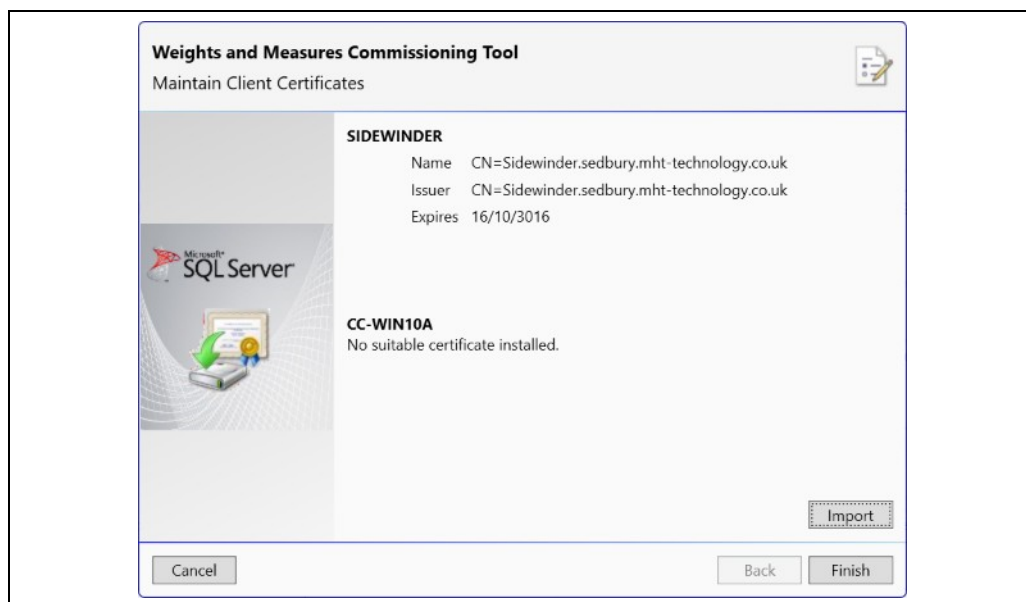 Weights and Measures Commissioning Tool
Maintain Client Certificates
SIDEWINDER
Name CN=Sidewinder.sedbury.mht-technology.co.uk
Issuer CN=Sidewinder.sedbury.mht-technology.co.uk
Expires 16/10/3016
Microsoft®
SQL Server
CC-WIN10A
No suitable certificate installed.
Import
Cancel Back Finish